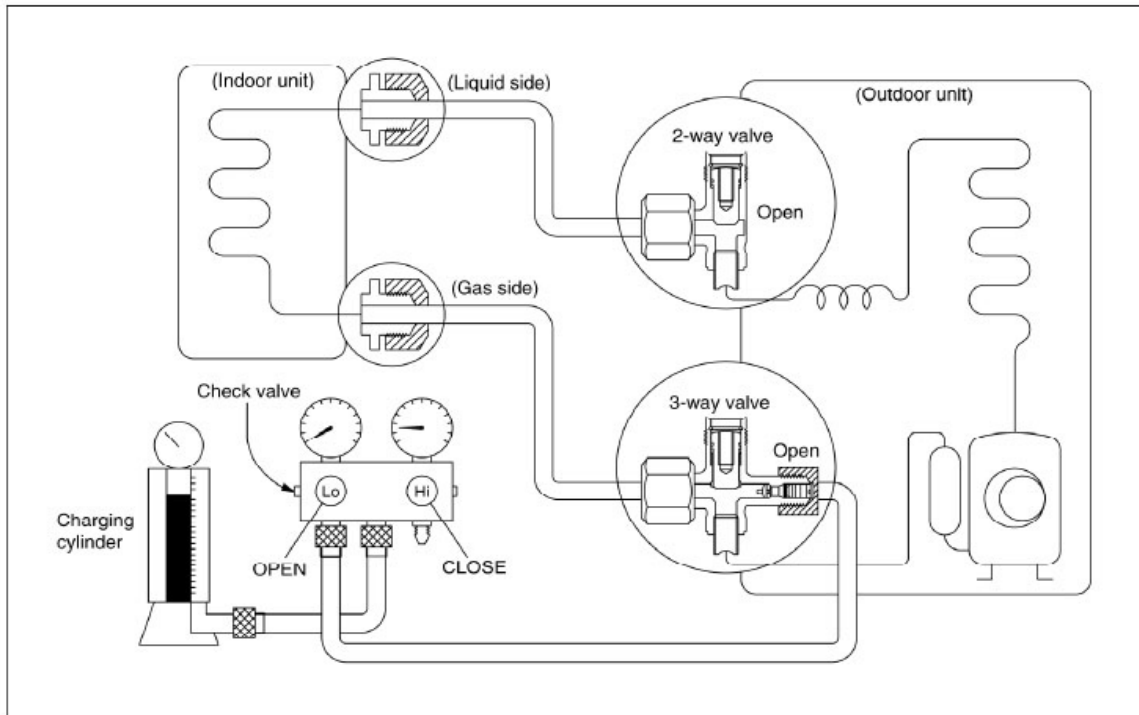 (Indoor unit)
(Liquid side)
(Outdoor unit)
2-way valve
Open
(Gas side)
Check valve
3-way valve
Open
Lo
Hi
Charging
cylinder
OPEN
CLOSE